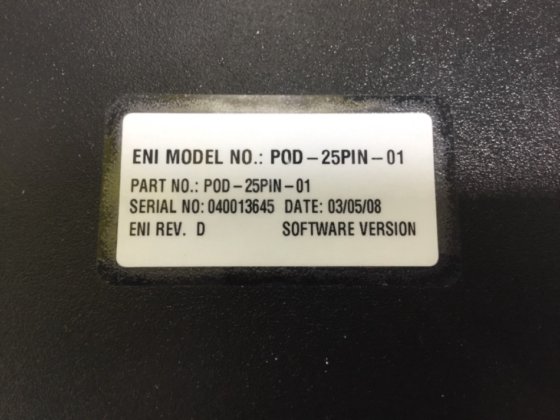 ENI MODEL NO.: POD-25PIN-01
PART NO.: POD-25PIN-01
SERIAL NO: 040013645 DATE: 03/05/08
ENI REV. D SOFTWARE VERSION